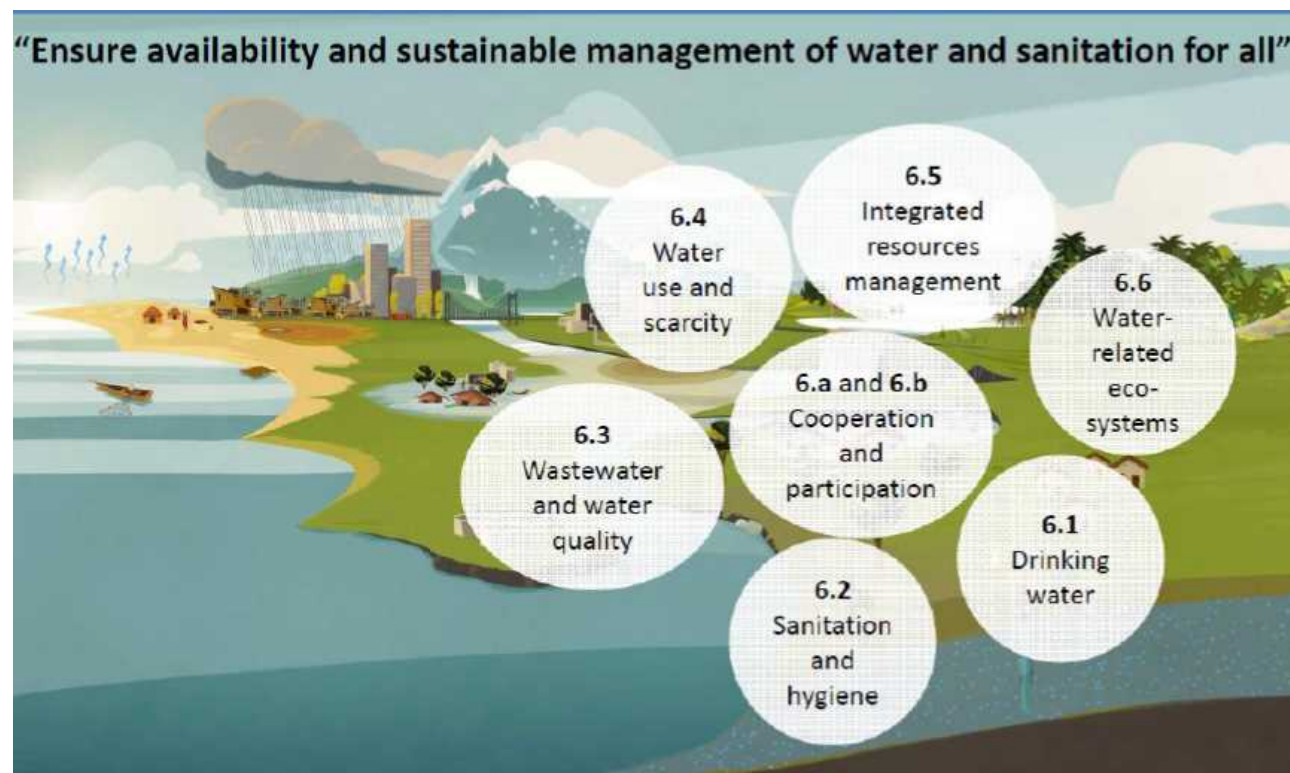 “Ensure availability and sustainable management of water and sanitation for all”
6.5
Integrated
resources
management
6.4
Water
use and
scarcity
6.6
Water-
related
eco-
systems
6.a and 6.b
Cooperation
and
participation
6.3
Wastewater
and water
quality
6.1
Drinking
water
6.2
Sanitation
and
hygiene